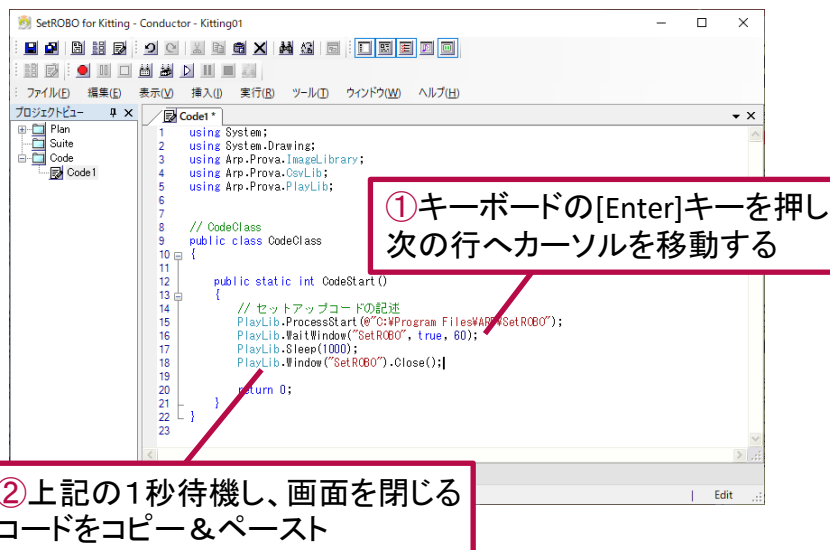 SetROBO for Kitting - Conductor - Kitting01
ファイル(F) 編集(E) 表示(V) 挿入(I) 実行(R) ツール(T) ウィンドウ(W) ヘルプ(H)
プロジェクトビュー
Plan
Suite
Code
Code1
Code1 *
1 using System;
2 using System.Drawing;
3 using Arp.Prova.ImageLibrary;
4 using Arp.Prova.CsvLib;
5 using Arp.Prova.PlayLib;
6
7
8 // CodeClass
9 public class CodeClass
10 {
11
12 public static int CodeStart()
13 {
14 // セットアップコードの記述
15 PlayLib.ProcessStart(@"C:¥Program Files¥ARP¥SetROBO");
16 PlayLib.WaitWindow("SetROBO", true, 60);
17 PlayLib.Sleep(1000);
18 PlayLib.Window("SetROBO").Close();
19
20 return 0;
21 }
22 }
23
①キーボードの[Enter]キーを押し
次の行へカーソルを移動する
②上記の1秒待機し、画面を閉じる
コードをコピー&ペースト
Edit